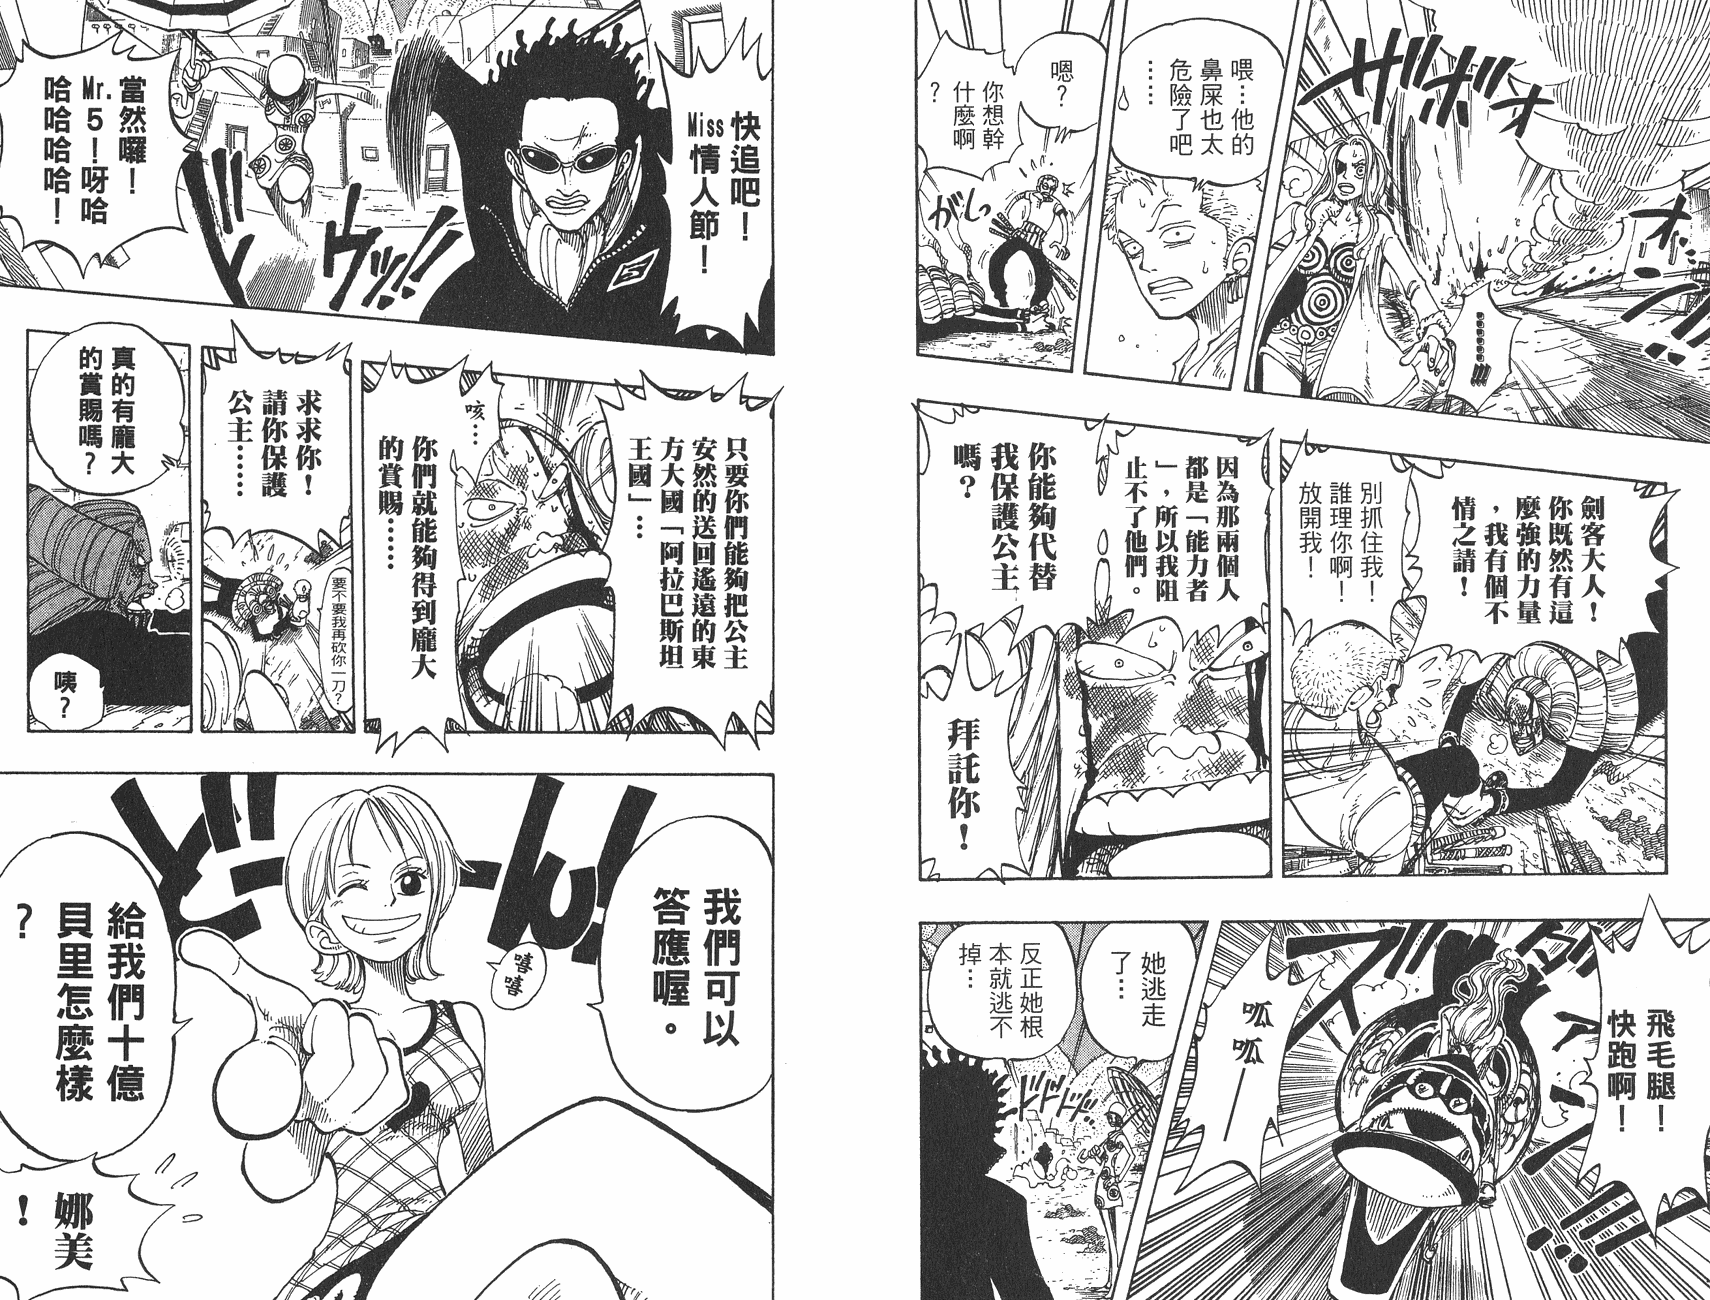 喂…他的
鼻屎也太
危險了吧
……
嗯?
你想幹
什麼啊
?
劍客大人!
你既然有這
麼強的力量
,我有個不
情之請!
別抓住我!
誰理你啊!
放開我!
因為那兩個人
都是「能力者
」,所以我阻
止不了他們。
你能夠代替
我保護公主
嗎?
拜託你!
飛毛腿!
快跑啊!
呱
呱—
她逃走
了…
反正她根
本就逃不
掉…
ドドドド
快追吧!
Miss情人節!
當然囉!
Mr.5!呀哈
哈哈哈哈!
只要你們能夠把公主
安然的送回遙遠的東
方大國「阿拉巴斯坦
王國」…
咳…
你們就能夠得到龐大
的賞賜……
求求你!
請你保護
公主……
要不要我再砍你一刀?
真的有龐大
的賞賜嗎?
咦?
ドーん!
我們可以
答應喔。
嘻嘻
給我們十億
貝里怎麼樣
?
娜美
!